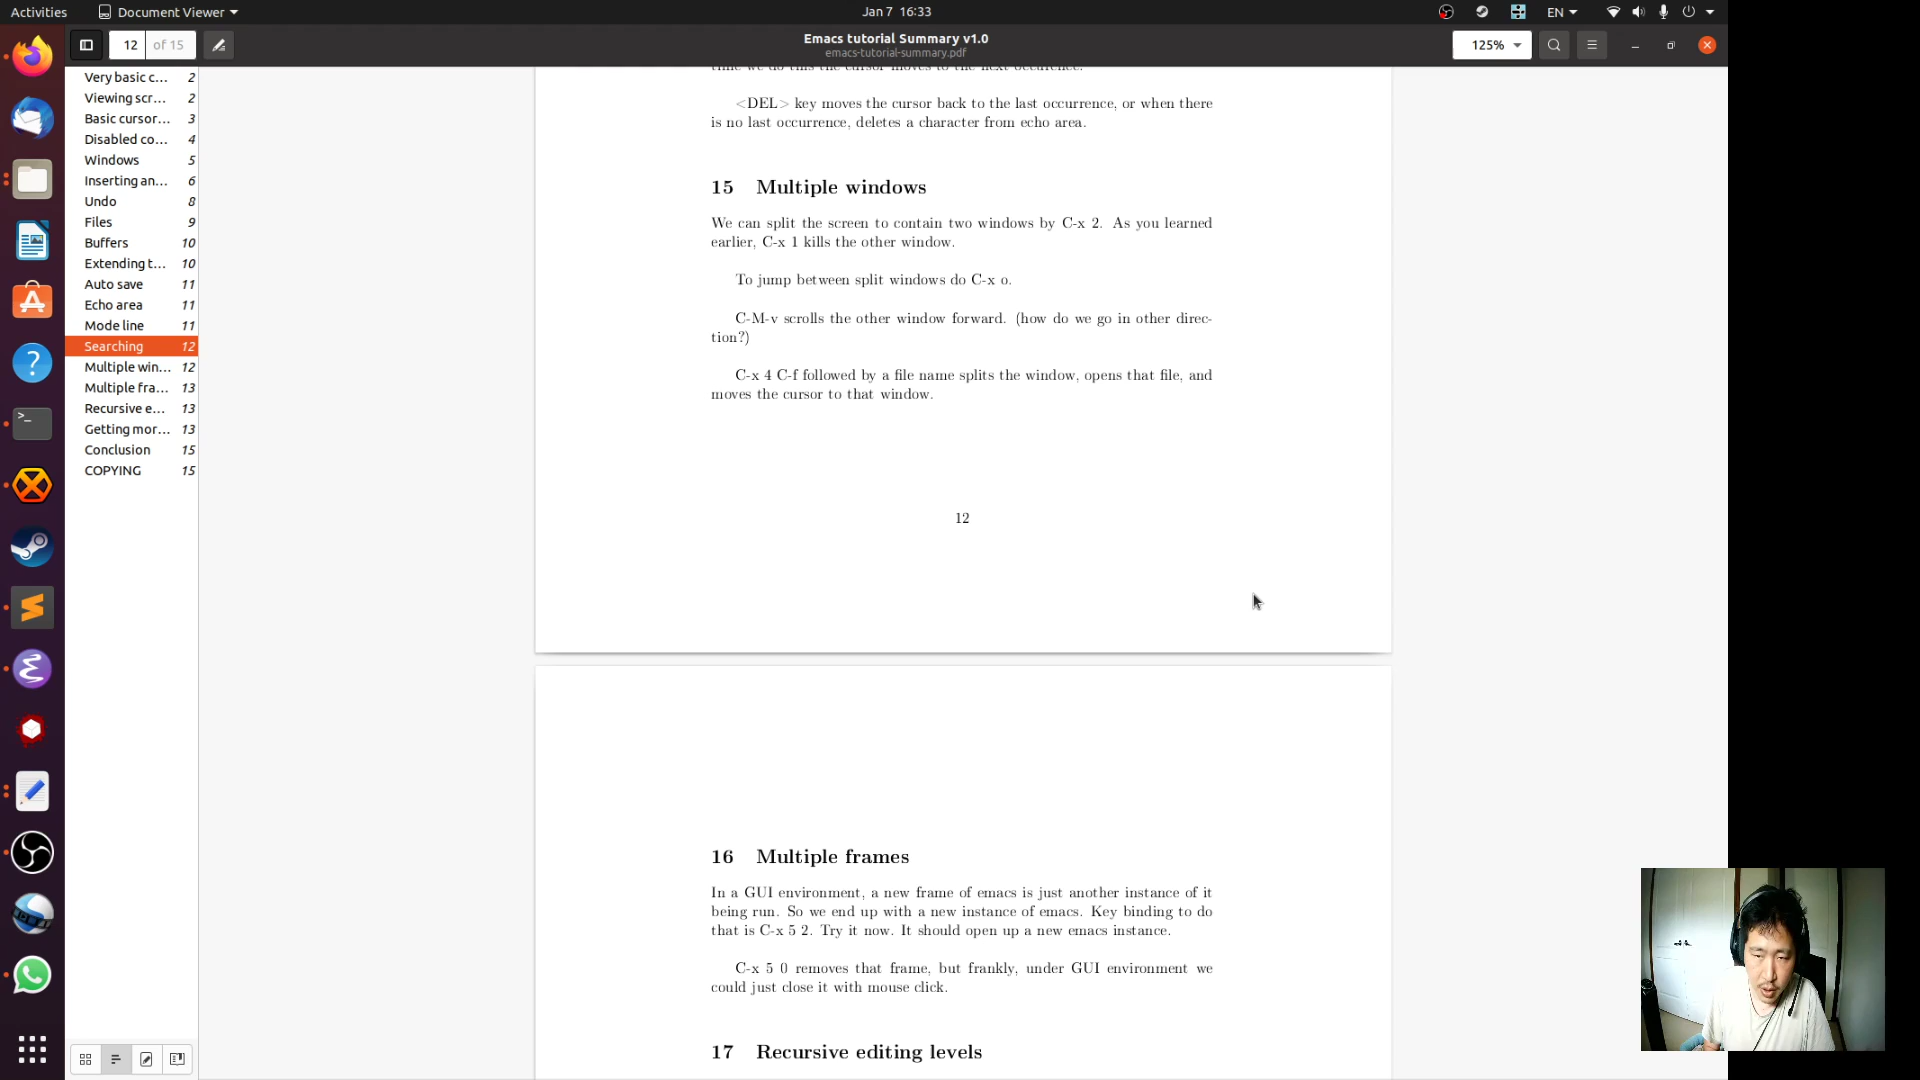 Activities
Document Viewer
Jan 7 16:33
EN
12 of 15
Emacs tutorial Summary v1.0
emacs-tutorial-summary.pdf
125%
Very basic c... 2
Viewing scr... 2
Basic cursor... 3
Disabled co... 4
Windows 5
Inserting an... 6
Undo 8
Files 9
Buffers 10
Extending t... 10
Auto save 11
Echo area 11
Mode line 11
Searching 12
Multiple win... 12
Multiple fra... 13
Recursive e... 13
Getting mor... 13
Conclusion 15
COPYING 15
time we do this the cursor moves to the next occurence.
<DEL> key moves the cursor back to the last occurrence, or when there
is no last occurrence, deletes a character from echo area.
15 Multiple windows
We can split the screen to contain two windows by C-x 2. As you learned
earlier, C-x 1 kills the other window.
To jump between split windows do C-x o.
C-M-v scrolls the other window forward. (how do we go in other direc-
tion?)
C-x 4 C-f followed by a file name splits the window, opens that file, and
moves the cursor to that window.
12
16 Multiple frames
In a GUI environment, a new frame of emacs is just another instance of it
being run. So we end up with a new instance of emacs. Key binding to do
that is C-x 5 2. Try it now. It should open up a new emacs instance.
C-x 5 0 removes that frame, but frankly, under GUI environment we
could just close it with mouse click.
17 Recursive editing levels